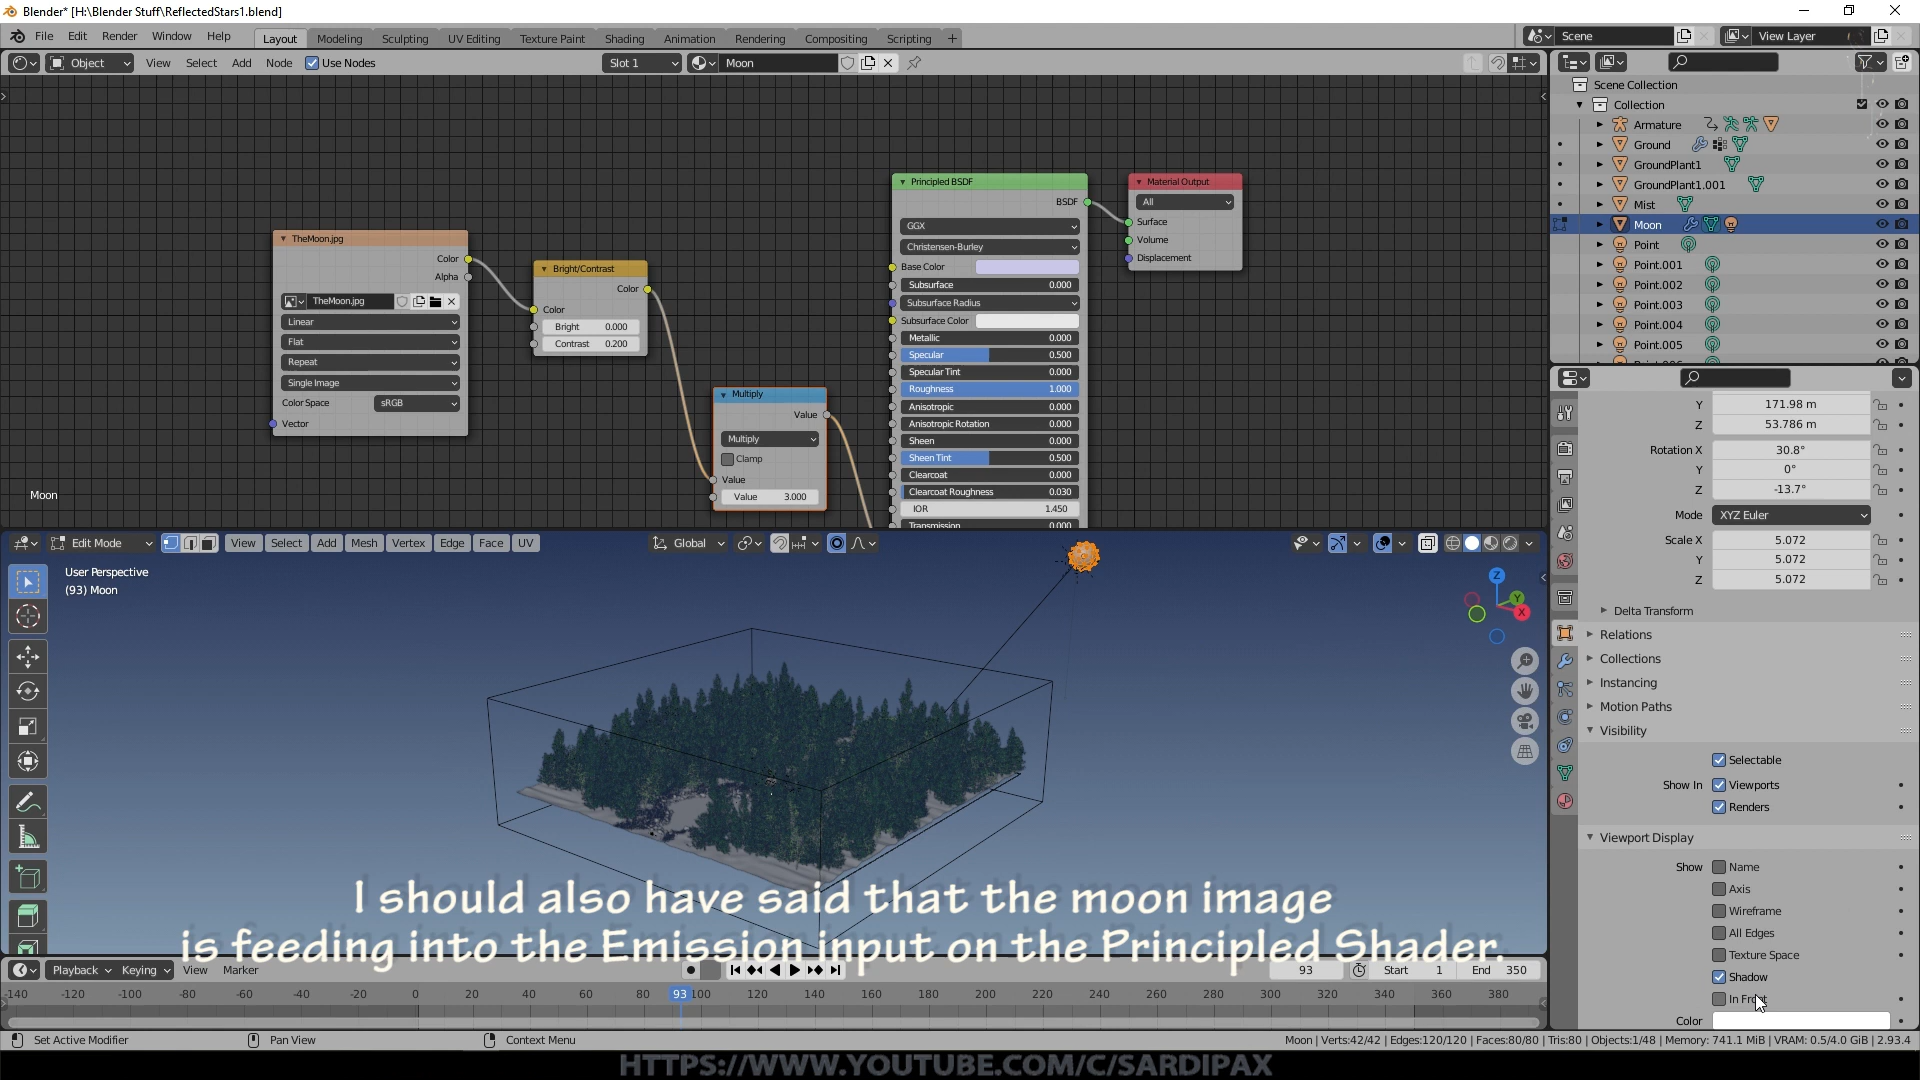 Blender* [H:\Blender Stuff\ReflectedStars1.blend]
File Edit Render Window Help Layout Modeling Sculpting UV Editing Texture Paint Shading Animation Rendering Compositing Scripting + Scene View Layer
Object View Select Add Node Use Nodes Slot 1 Moon
Scene Collection
Collection
Armature
Ground
GroundPlant1
GroundPlant1.001
Mist
Moon
Point
Point.001
Point.002
Point.003
Point.004
Point.005
TheMoon.jpg
Color
Alpha
TheMoon.jpg
Linear
Flat
Repeat
Single Image
Color Space sRGB
Vector
Bright/Contrast
Color
Color
Bright 0.000
Contrast 0.200
Multiply
Value
Multiply
Clamp
Value
Value 3.000
Principled BSDF
BSDF
GGX
Christensen-Burley
Base Color
Subsurface 0.000
Subsurface Radius
Subsurface Color
Metallic 0.000
Specular 0.500
Specular Tint 0.000
Roughness 1.000
Anisotropic 0.000
Anisotropic Rotation 0.000
Sheen 0.000
Sheen Tint 0.500
Clearcoat 0.000
Clearcoat Roughness 0.030
IOR 1.450
Transmission 0.000
Material Output
All
Surface
Volume
Displacement
Moon
Y 171.98 m
Z 53.786 m
Rotation X 30.8°
Y 0°
Z -13.7°
Mode XYZ Euler
Scale X 5.072
Y 5.072
Z 5.072
Delta Transform
Relations
Collections
Instancing
Motion Paths
Visibility
Selectable
Show In Viewports
Renders
Viewport Display
Show Name
Axis
Wireframe
All Edges
Texture Space
Shadow
In Front
Color
Edit Mode View Select Add Mesh Vertex Edge Face UV Global
User Perspective
(93) Moon
Z
Y
X
I should also have said that the moon image
is feeding into the Emission input on the Principled Shader.
Playback Keying View Marker 93 Start 1 End 350
-140 -120 -100 -80 -60 -40 -20 0 20 40 60 80 93 100 120 140 160 180 200 220 240 260 280 300 320 340 360 380
Set Active Modifier Pan View Context Menu Moon | Verts:42/42 | Edges:120/120 | Faces:80/80 | Tris:80 | Objects:1/48 | Memory: 741.1 MiB | VRAM: 0.5/4.0 GiB | 2.93.4
HTTPS://WWW.YOUTUBE.COM/C/SARDIPAX